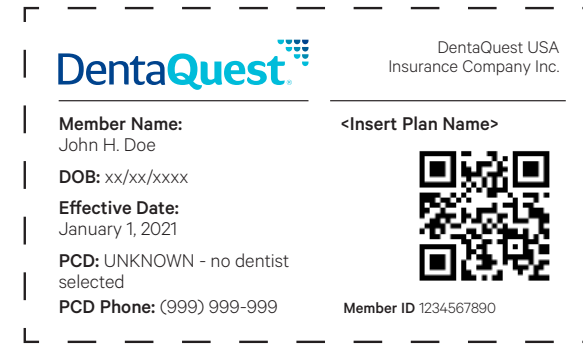 DentaQuest
DentaQuest USA
Insurance Company Inc.
Member Name:
John H. Doe
DOB: xx/xx/xxxx
Effective Date:
January 1, 2021
PCD: UNKNOWN - no dentist
selected
PCD Phone: (999) 999-999
<Insert Plan Name>
Member ID 1234567890